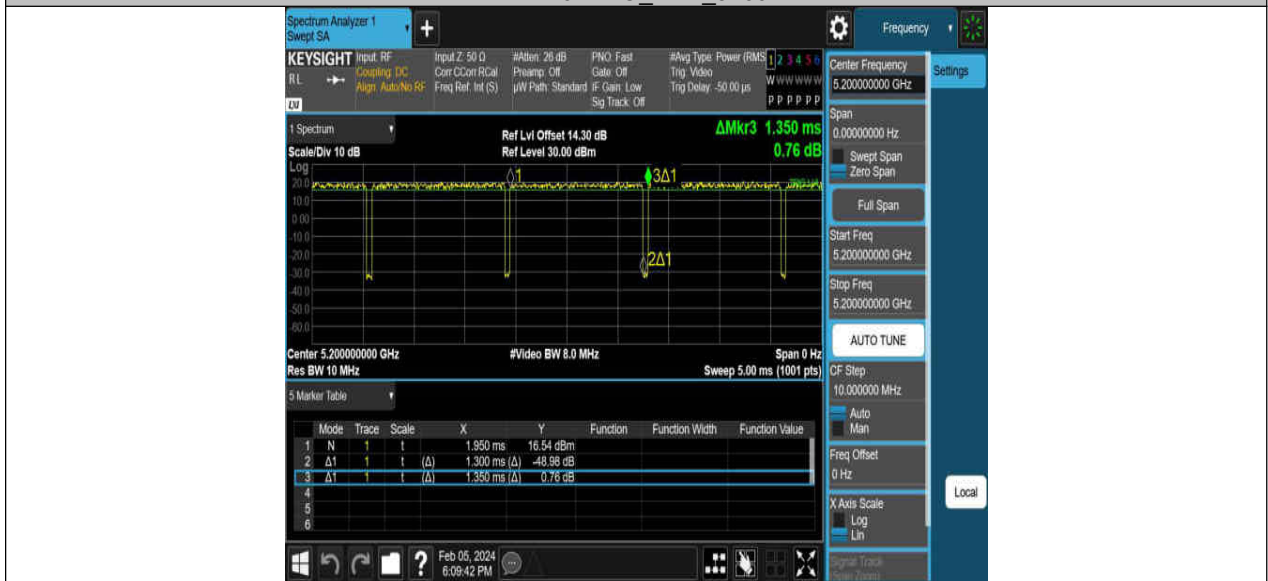 Spectrum Analyzer 1
Swept SA
+
Frequency
KEYSIGHT
RL
LXI
Input: RF
Coupling: DC
Align: Auto/No RF
Input Z: 50 Ω
Corr CCorr RCal
Freq Ref: Int (S)
#Atten: 26 dB
Preamp: Off
µW Path: Standard
PNO: Fast
Gate: Off
IF Gain: Low
Sig Track: Off
#Avg Type: Power (RMS
Trig: Video
Trig Delay: -50.00 µs
1 2 3 4 5 6
W W W W W W
P P P P P P
1 Spectrum
Scale/Div 10 dB
Log
Ref Lvl Offset 14.30 dB
Ref Level 30.00 dBm
ΔMkr3 1.350 ms
0.76 dB
20.0
10.0
0.00
-10.0
-20.0
-30.0
-40.0
-50.0
-60.0
1
3Δ1
2Δ1
Center 5.200000000 GHz
Res BW 10 MHz
#Video BW 8.0 MHz
Span 0 Hz
Sweep 5.00 ms (1001 pts)
5 Marker Table
Mode Trace Scale X Y Function Function Width Function Value
1 N 1 t 1.950 ms 16.54 dBm
2 Δ1 1 t (Δ) 1.300 ms (Δ) -48.98 dB
3 Δ1 1 t (Δ) 1.350 ms (Δ) 0.76 dB
4
5
6
?
Feb 05, 2024
6:09:42 PM
Center Frequency
5.200000000 GHz
Settings
Span
0.00000000 Hz
Swept Span
Zero Span
Full Span
Start Freq
5.200000000 GHz
Stop Freq
5.200000000 GHz
AUTO TUNE
CF Step
10.000000 MHz
Auto
Man
Freq Offset
0 Hz
X Axis Scale
Log
Lin
Local
Signal Track
(Span Zoom)